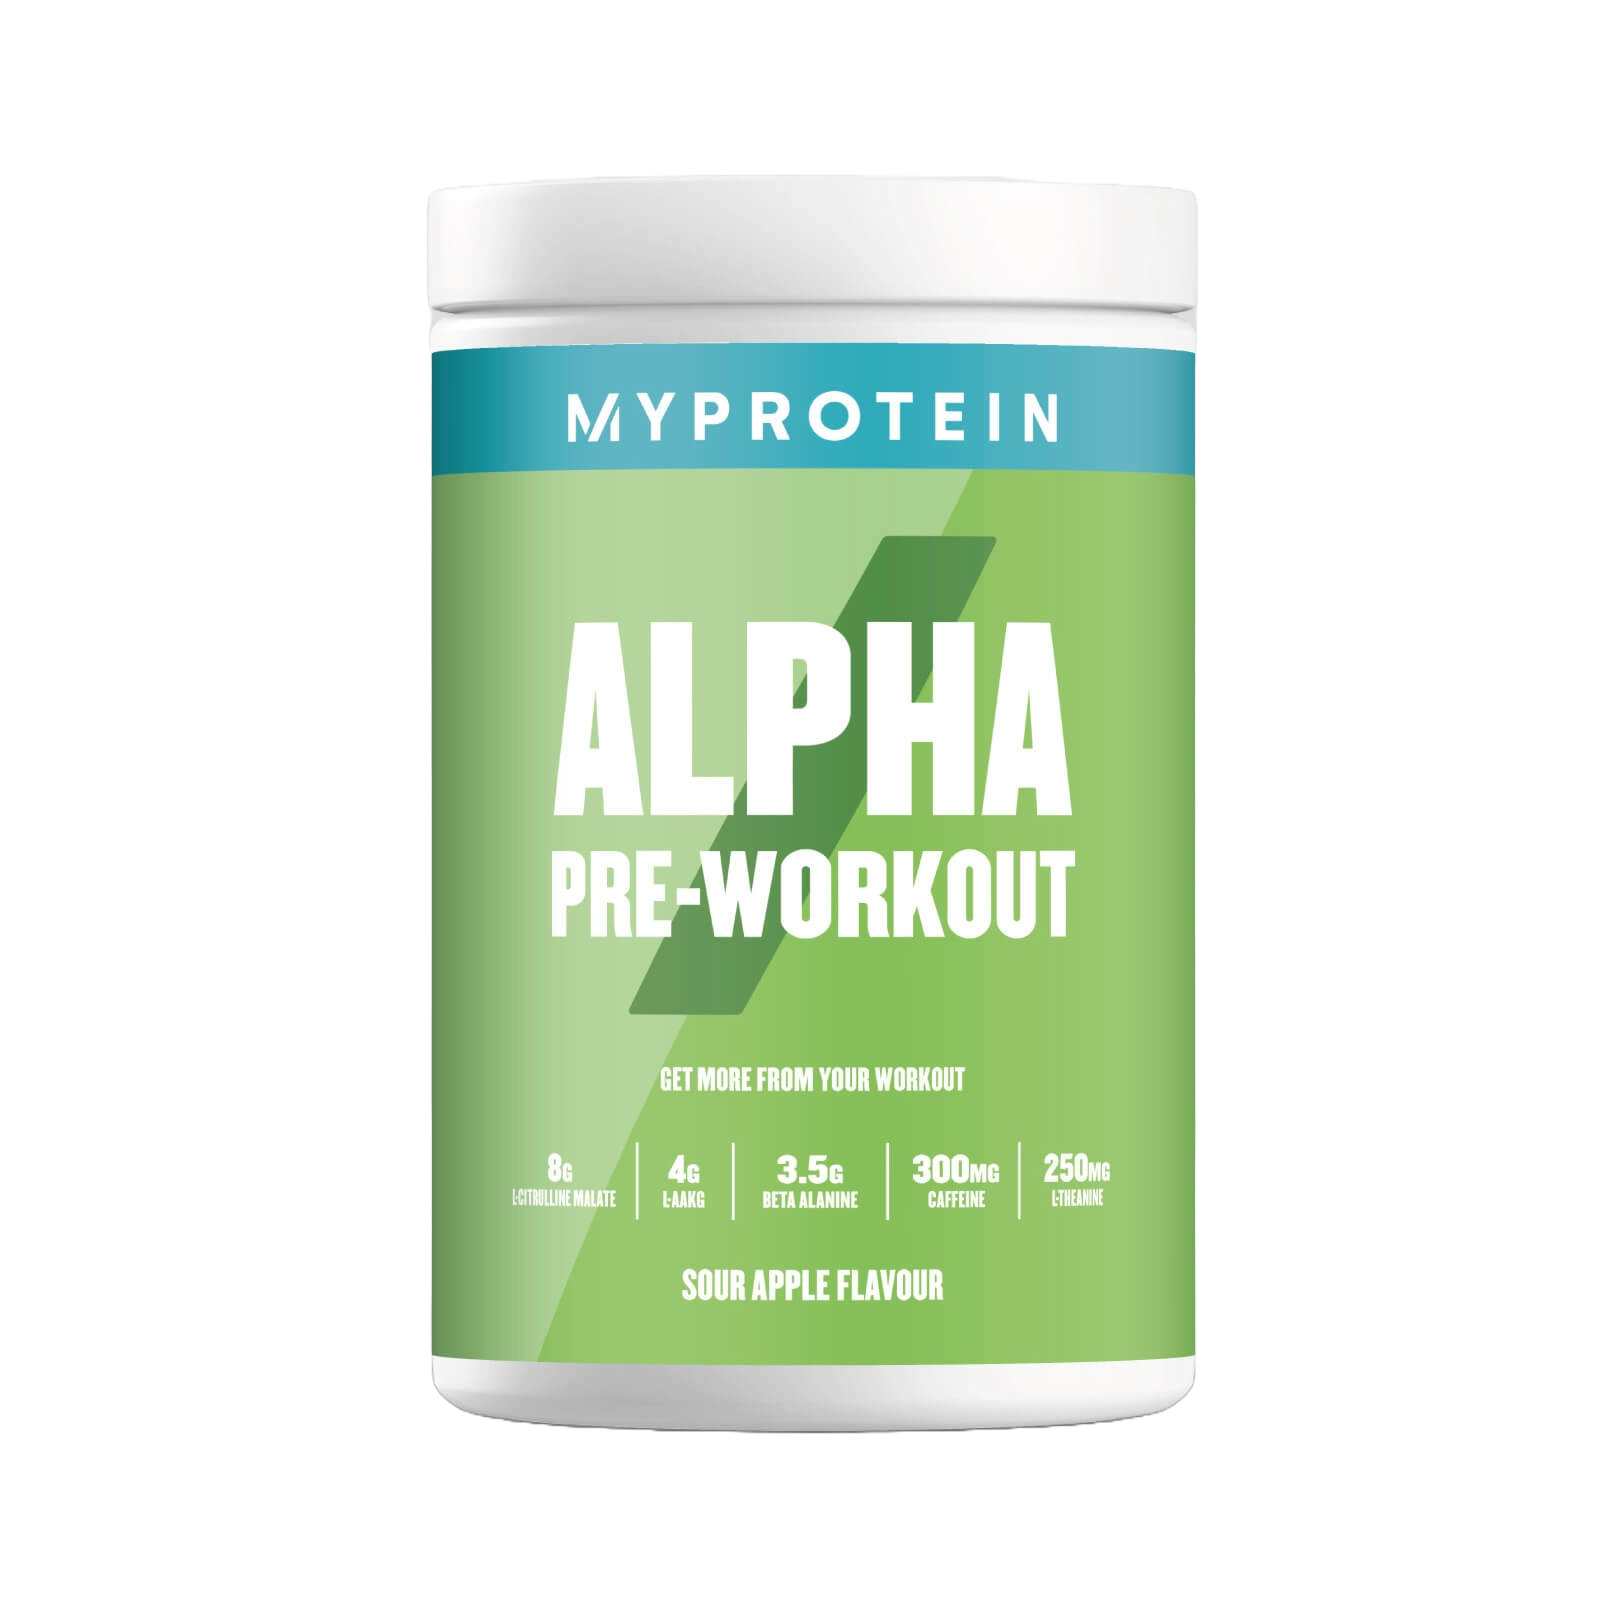 MYPROTEIN
ALPHA
PRE-WORKOUT
GET MORE FROM YOUR WORKOUT
8G
L-CITRULLINE MALATE
4G
L-AAKG
3.5G
BETA ALANINE
300MG
CAFFEINE
250MG
L-THEANINE
SOUR APPLE FLAVOUR